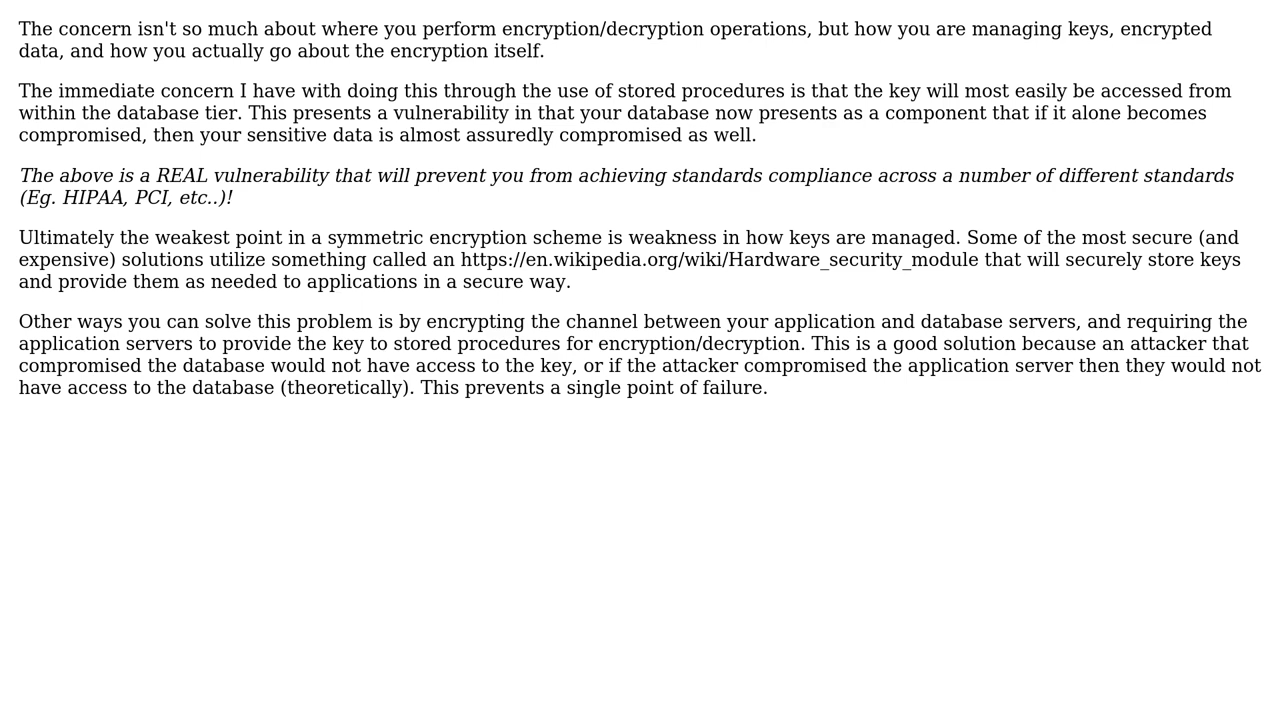 The concern isn't so much about where you perform encryption/decryption operations, but how you are managing keys, encrypted
data, and how you actually go about the encryption itself.
The immediate concern I have with doing this through the use of stored procedures is that the key will most easily be accessed from
within the database tier. This presents a vulnerability in that your database now presents as a component that if it alone becomes
compromised, then your sensitive data is almost assuredly compromised as well.
The above is a REAL vulnerability that will prevent you from achieving standards compliance across a number of different standards
(Eg. HIPAA, PCI, etc..)!
Ultimately the weakest point in a symmetric encryption scheme is weakness in how keys are managed. Some of the most secure (and
expensive) solutions utilize something called an https://en.wikipedia.org/wiki/Hardware_security_module that will securely store keys
and provide them as needed to applications in a secure way.
Other ways you can solve this problem is by encrypting the channel between your application and database servers, and requiring the
application servers to provide the key to stored procedures for encryption/decryption. This is a good solution because an attacker that
compromised the database would not have access to the key, or if the attacker compromised the application server then they would not
have access to the database (theoretically). This prevents a single point of failure.